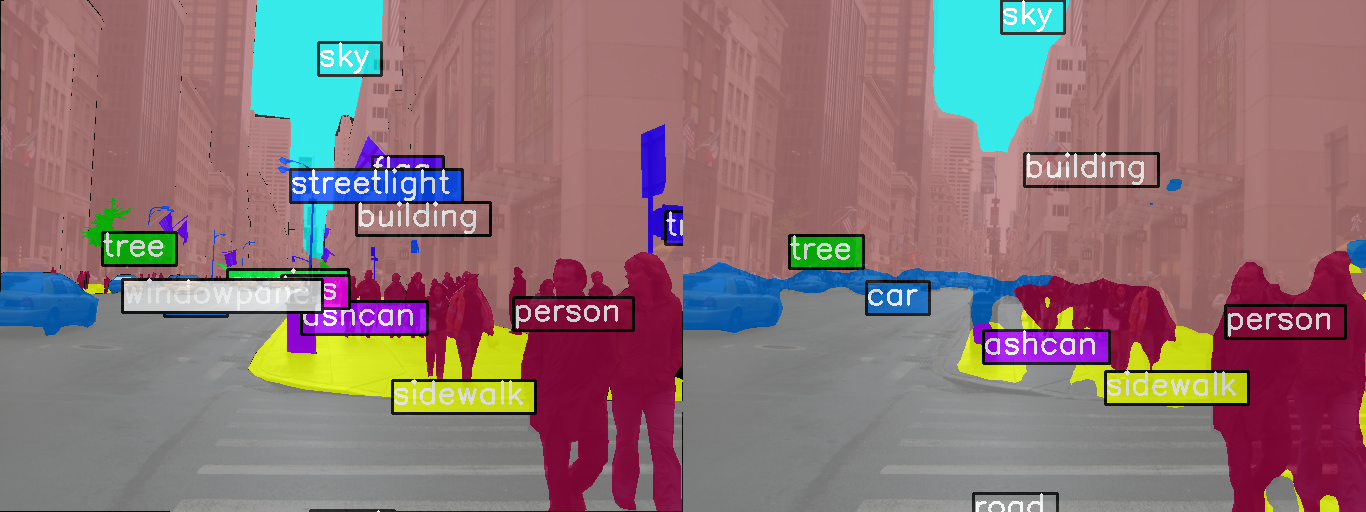 sky
streetlight
building
tree
windowpane
s
ashcan
person
sidewalk
sky
building
tree
car
ashcan
person
sidewalk
road